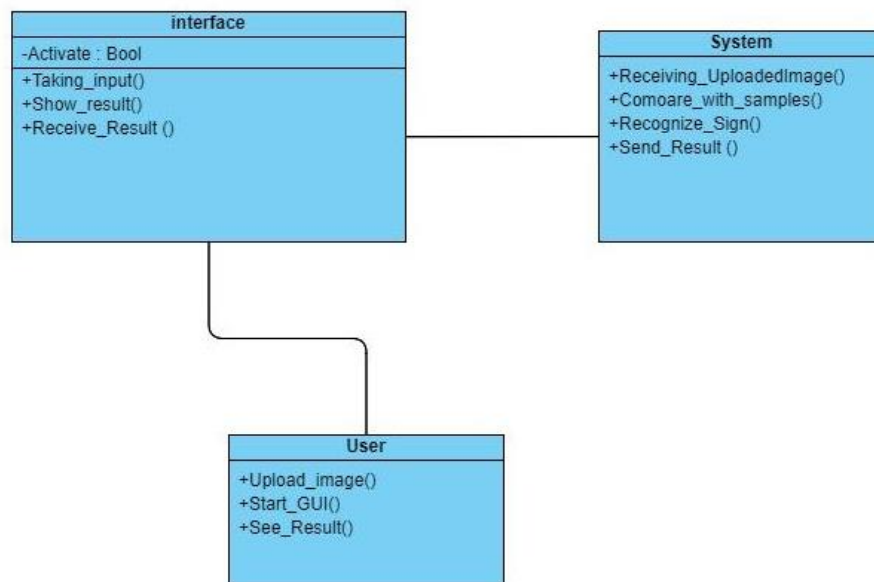 interface
-Activate : Bool
+Taking_input()
+Show_result()
+Receive_Result ()
System
+Receiving_UploadedImage()
+Comoare_with_samples()
+Recognize_Sign()
+Send_Result ()
User
+Upload_image()
+Start_GUI()
+See_Result()